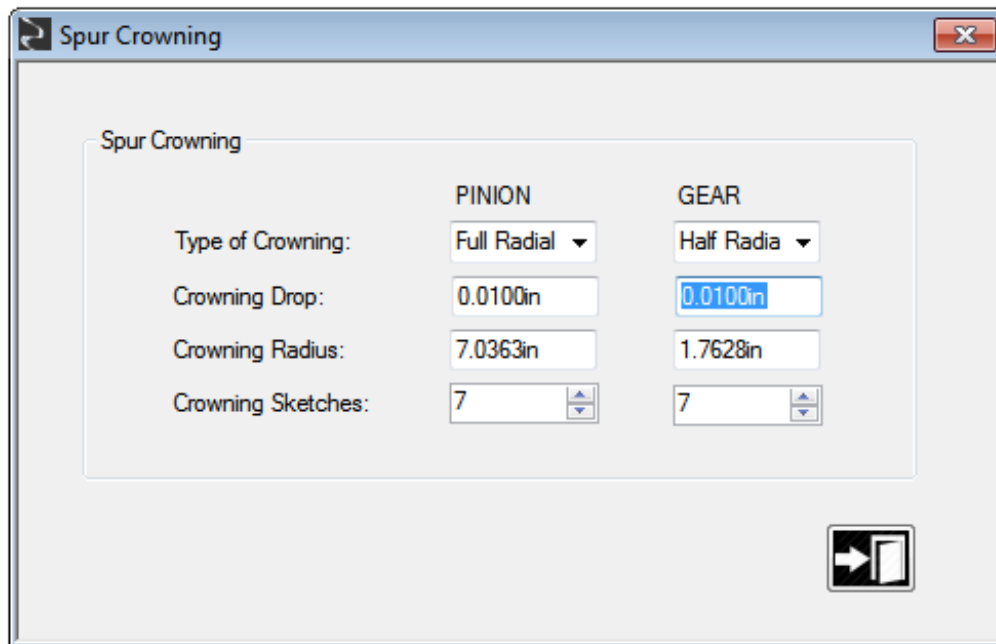 Spur Crowning
Spur Crowning
PINION GEAR
Type of Crowning: Full Radial Half Radia
Crowning Drop: 0.0100in 0.0100in
Crowning Radius: 7.0363in 1.7628in
Crowning Sketches: 7 7